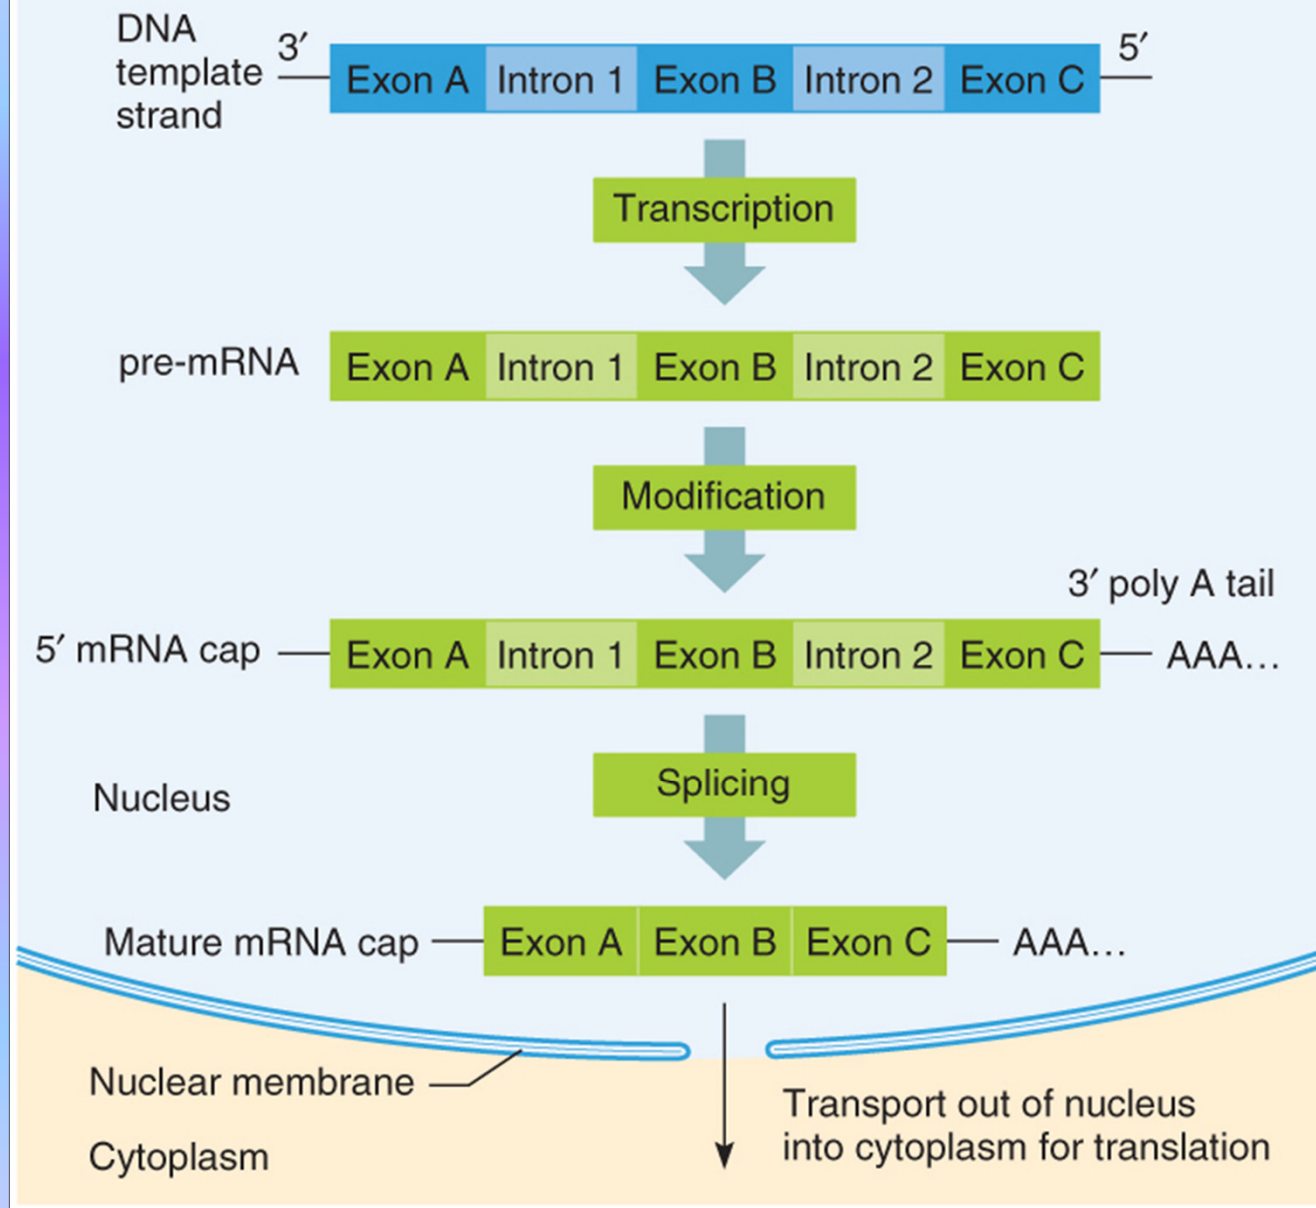 DNA
template
strand
3′
Exon A Intron 1 Exon B Intron 2 Exon C
5′
Transcription
pre-mRNA
Exon A Intron 1 Exon B Intron 2 Exon C
Modification
3′ poly A tail
5′ mRNA cap
Exon A Intron 1 Exon B Intron 2 Exon C
AAA...
Splicing
Nucleus
Mature mRNA cap
Exon A Exon B Exon C
AAA...
Nuclear membrane
Transport out of nucleus
into cytoplasm for translation
Cytoplasm